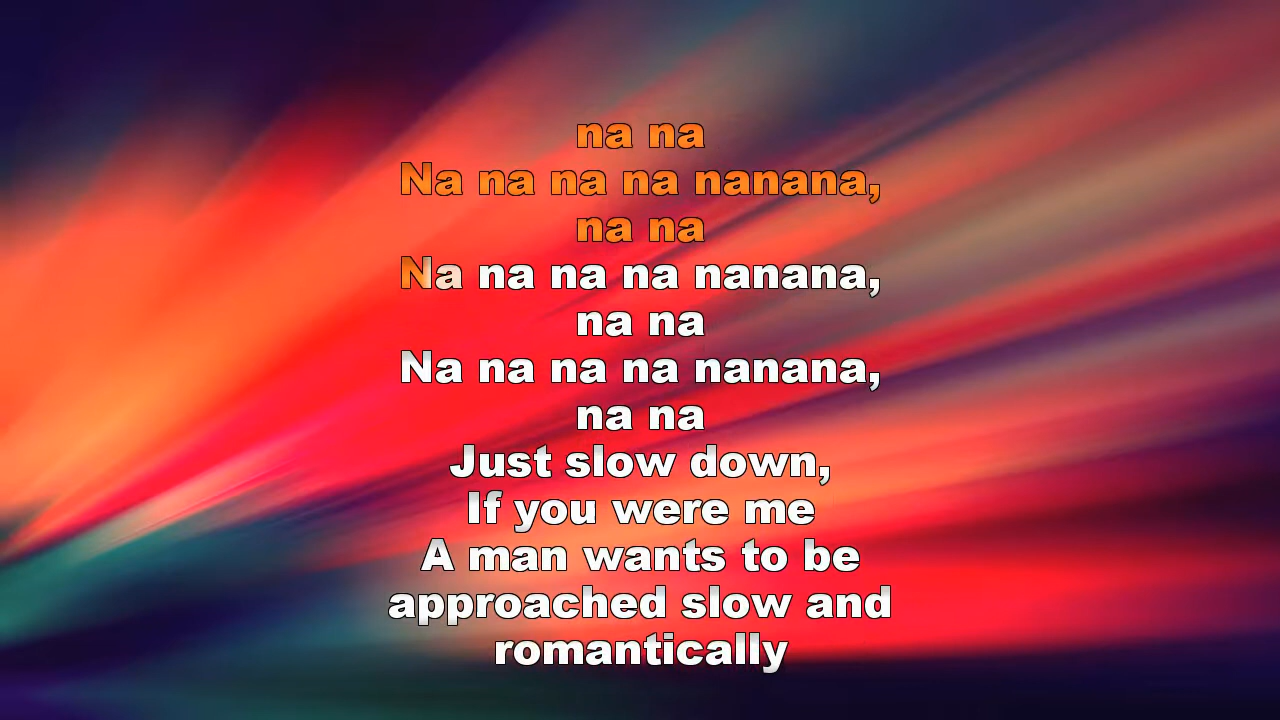 na na
Na na na na nanana,
na na
Na na na na nanana,
na na
Na na na na nanana,
na na
Just slow down,
If you were me
A man wants to be
approached slow and
romantically